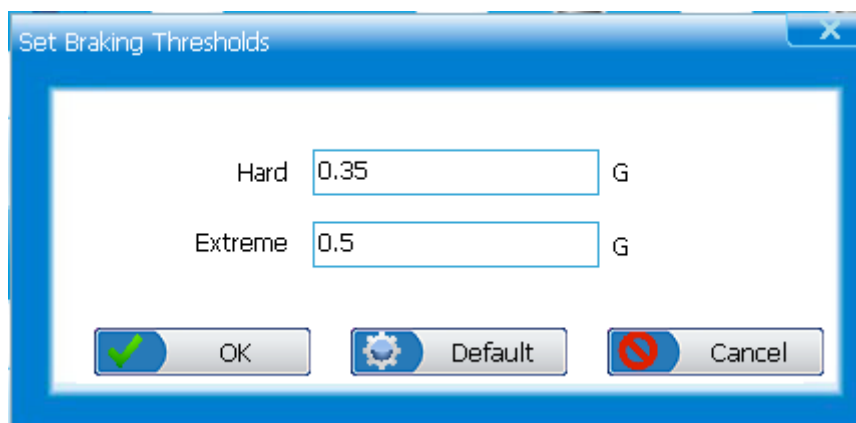 Set Braking Thresholds X
Hard 0.35 G
Extreme 0.5 G
OK Default Cancel